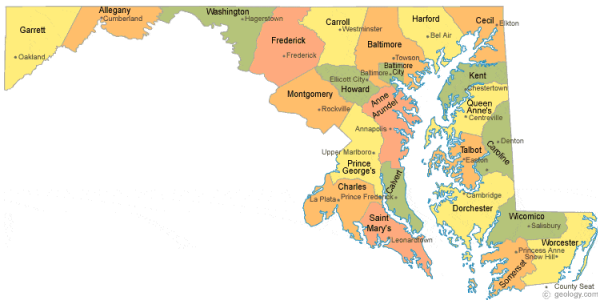 Garrett
Oakland
Allegany
Cumberland
Washington
Hagerstown
Frederick
Frederick
Carroll
Westminster
Baltimore
Towson
Harford
Bel Air
Cecil
Elkton
Baltimore
City
Baltimore
Howard
Ellicott City
Montgomery
Rockville
Anne
Arundel
Annapolis
Kent
Chestertown
Queen
Anne's
Centreville
Caroline
Denton
Talbot
Easton
Upper Marlboro
Prince
George's
Charles
La Plata
Prince Frederick
Calvert
Saint
Mary's
Leonardtown
Dorchester
Cambridge
Wicomico
Salisbury
Worcester
Snow Hill
Princess Anne
Somerset
County Seat
© geology.com